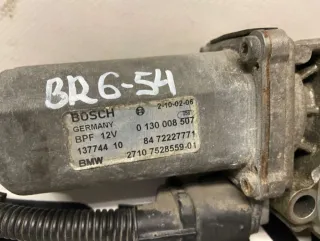 BR6-54
2-10-02-06
BOSCH
GERMANY 0 130 008 507
BPF 12V
137744 10 84 72227771
BMW 2710 7528559-01